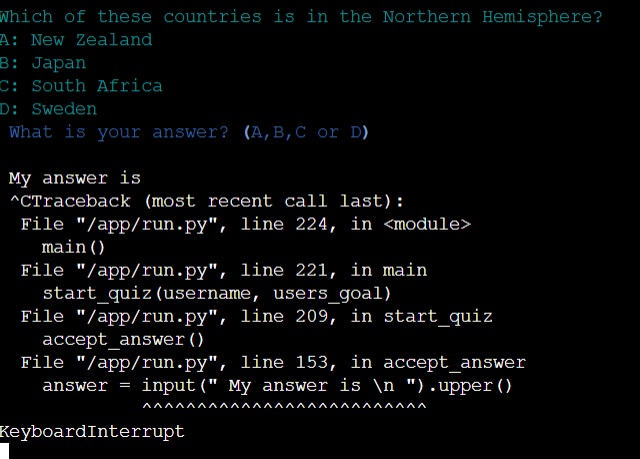 Which of these countries is in the Northern Hemisphere?
A: New Zealand
B: Japan
C: South Africa
D: Sweden
What is your answer? (A,B,C or D)
My answer is
^CTraceback (most recent call last):
File "/app/run.py", line 224, in <module>
main()
File "/app/run.py", line 221, in main
start_quiz(username, users_goal)
File "/app/run.py", line 209, in start_quiz
accept_answer()
File "/app/run.py", line 153, in accept_answer
answer = input(" My answer is \n ").upper()
^^^^^^^^^^^^^^^^^^^^^^^^^^
KeyboardInterrupt